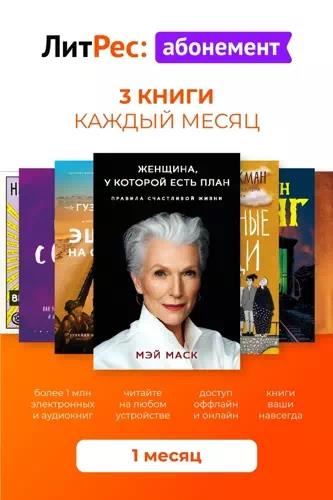 ЛитРес: абонемент
3 КНИГИ
КАЖДЫЙ МЕСЯЦ
ЖЕНЩИНА,
У КОТОРОЙ ЕСТЬ ПЛАН
ПРАВИЛА СЧАСТЛИВОЙ ЖИЗНИ
МЭЙ МАСК
более 1 млн
электронных
и аудиокниг
читайте
на любом
устройстве
доступ
оффлайн
и онлайн
книги
ваши
навсегда
1 месяц